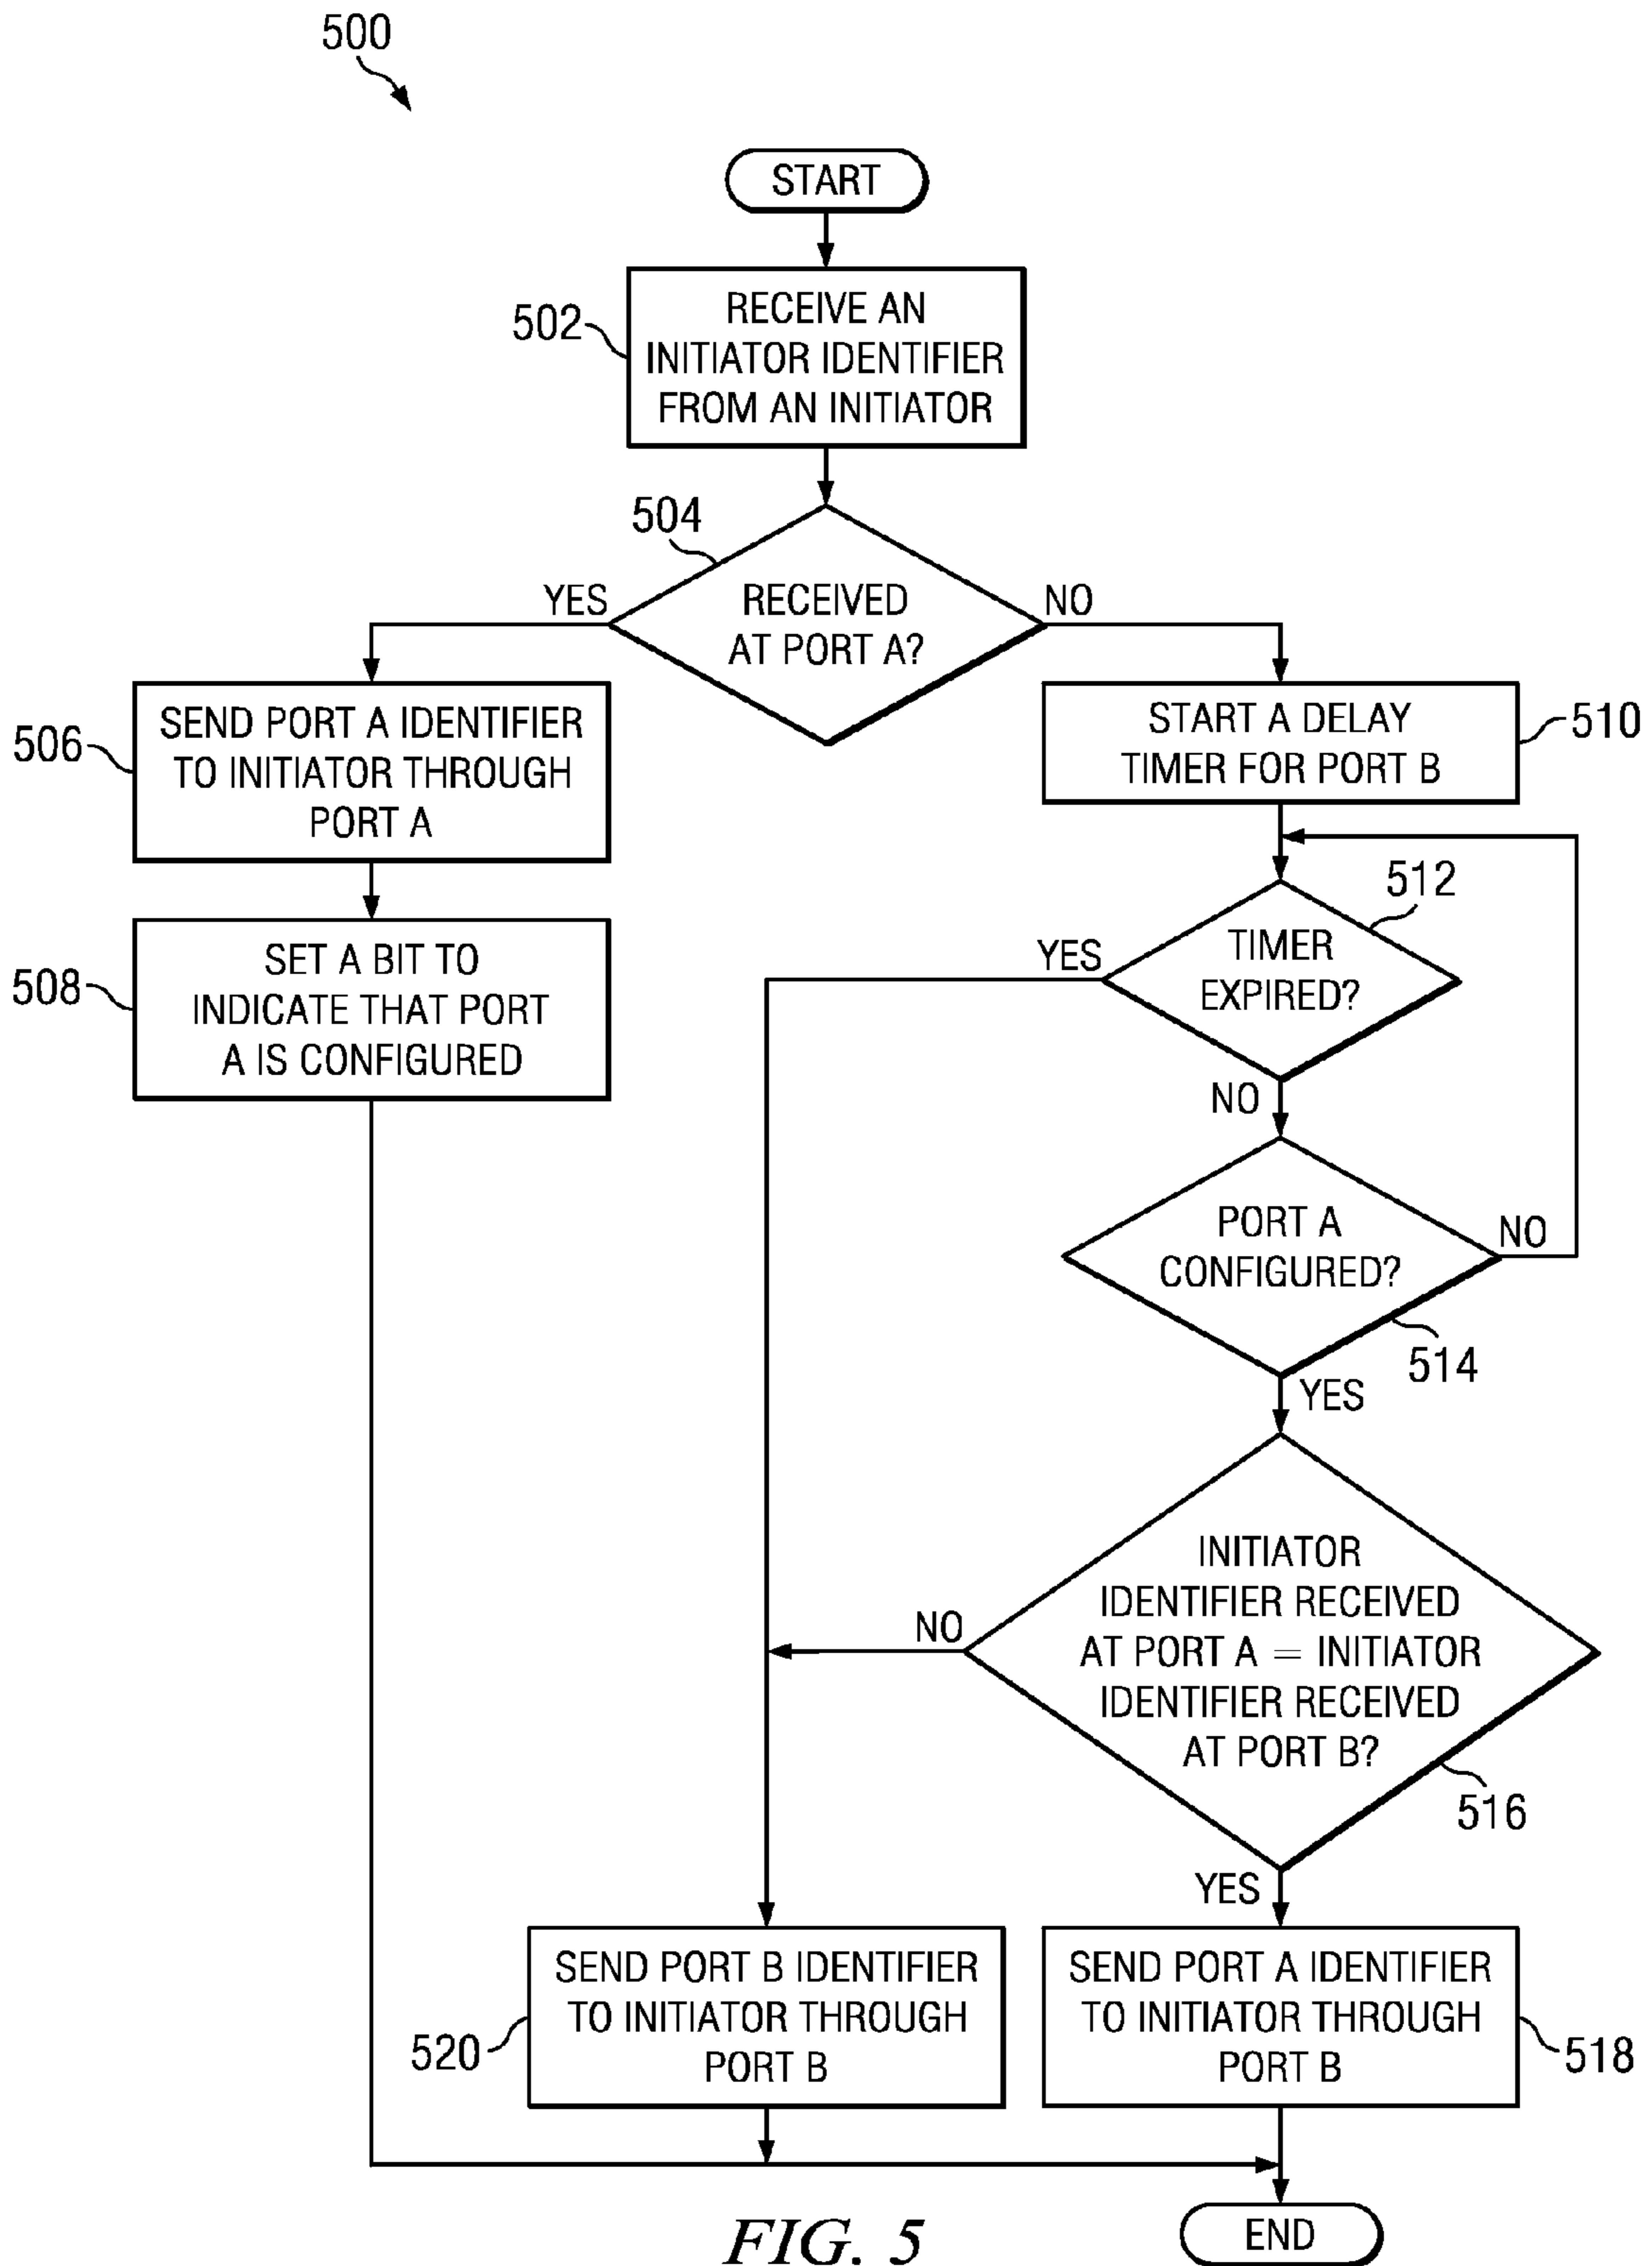 500
START
502
RECEIVE AN
INITIATOR IDENTIFIER
FROM AN INITIATOR
504
RECEIVED
AT PORT A?
YES
NO
506
SEND PORT A IDENTIFIER
TO INITIATOR THROUGH
PORT A
508
SET A BIT TO
INDICATE THAT PORT
A IS CONFIGURED
START A DELAY
TIMER FOR PORT B
510
512
TIMER
EXPIRED?
YES
NO
PORT A
CONFIGURED?
NO
514
YES
INITIATOR
IDENTIFIER RECEIVED
AT PORT A = INITIATOR
IDENTIFIER RECEIVED
AT PORT B?
NO
516
YES
520
SEND PORT B IDENTIFIER
TO INITIATOR THROUGH
PORT B
SEND PORT A IDENTIFIER
TO INITIATOR THROUGH
PORT B
518
END
FIG. 5